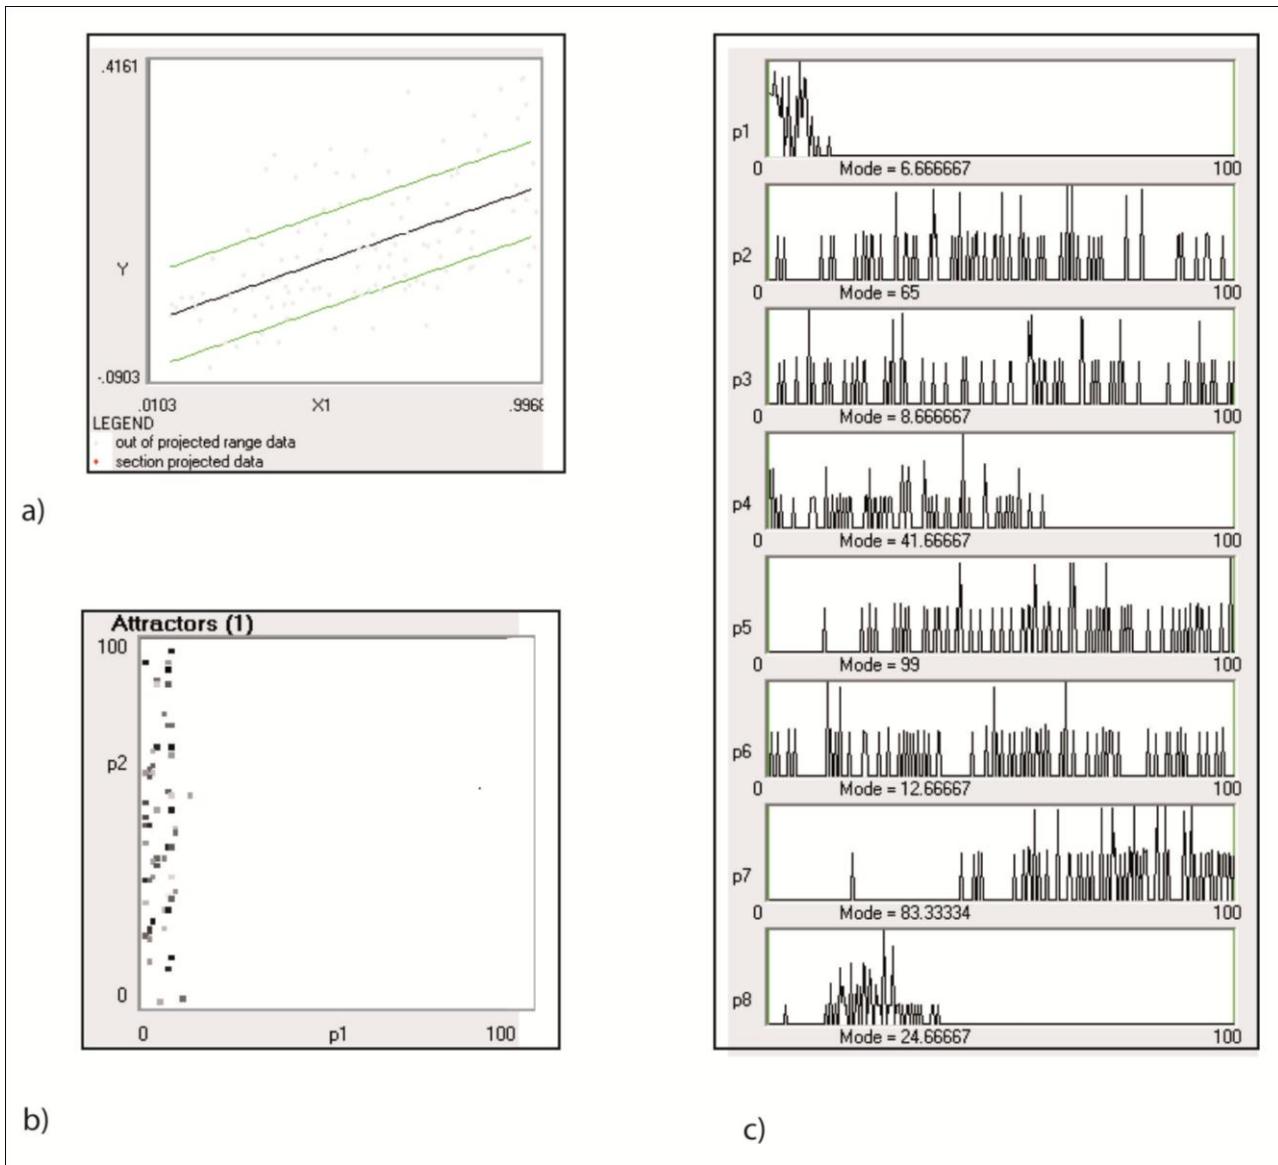 .4161
Y
-.0903
.0103 X1 .9968
LEGEND
out of projected range data
section projected data
a)
Attractors (1)
100
p2
0
0 p1 100
b)
p1
0 Mode = 6.666667 100
p2
0 Mode = 65 100
p3
0 Mode = 8.666667 100
p4
0 Mode = 41.66667 100
p5
0 Mode = 99 100
p6
0 Mode = 12.66667 100
p7
0 Mode = 83.33334 100
p8
0 Mode = 24.66667 100
c)